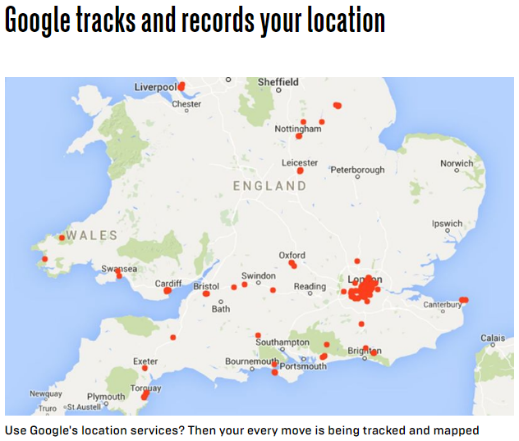 Google tracks and records your location
Liverpool
Sheffield
Chester
Nottingham
Leicester
Peterborough
Norwich
ENGLAND
WALES
Ipswich
Oxford
Swansea
Swindon
London
Cardiff
Bristol
Reading
Bath
Canterbury
Southampton
Brighton
Calais
Exeter
Bournemouth
Portsmouth
Torquay
Newquay
Plymouth
Truro
St Austell
Use Google's location services? Then your every move is being tracked and mapped